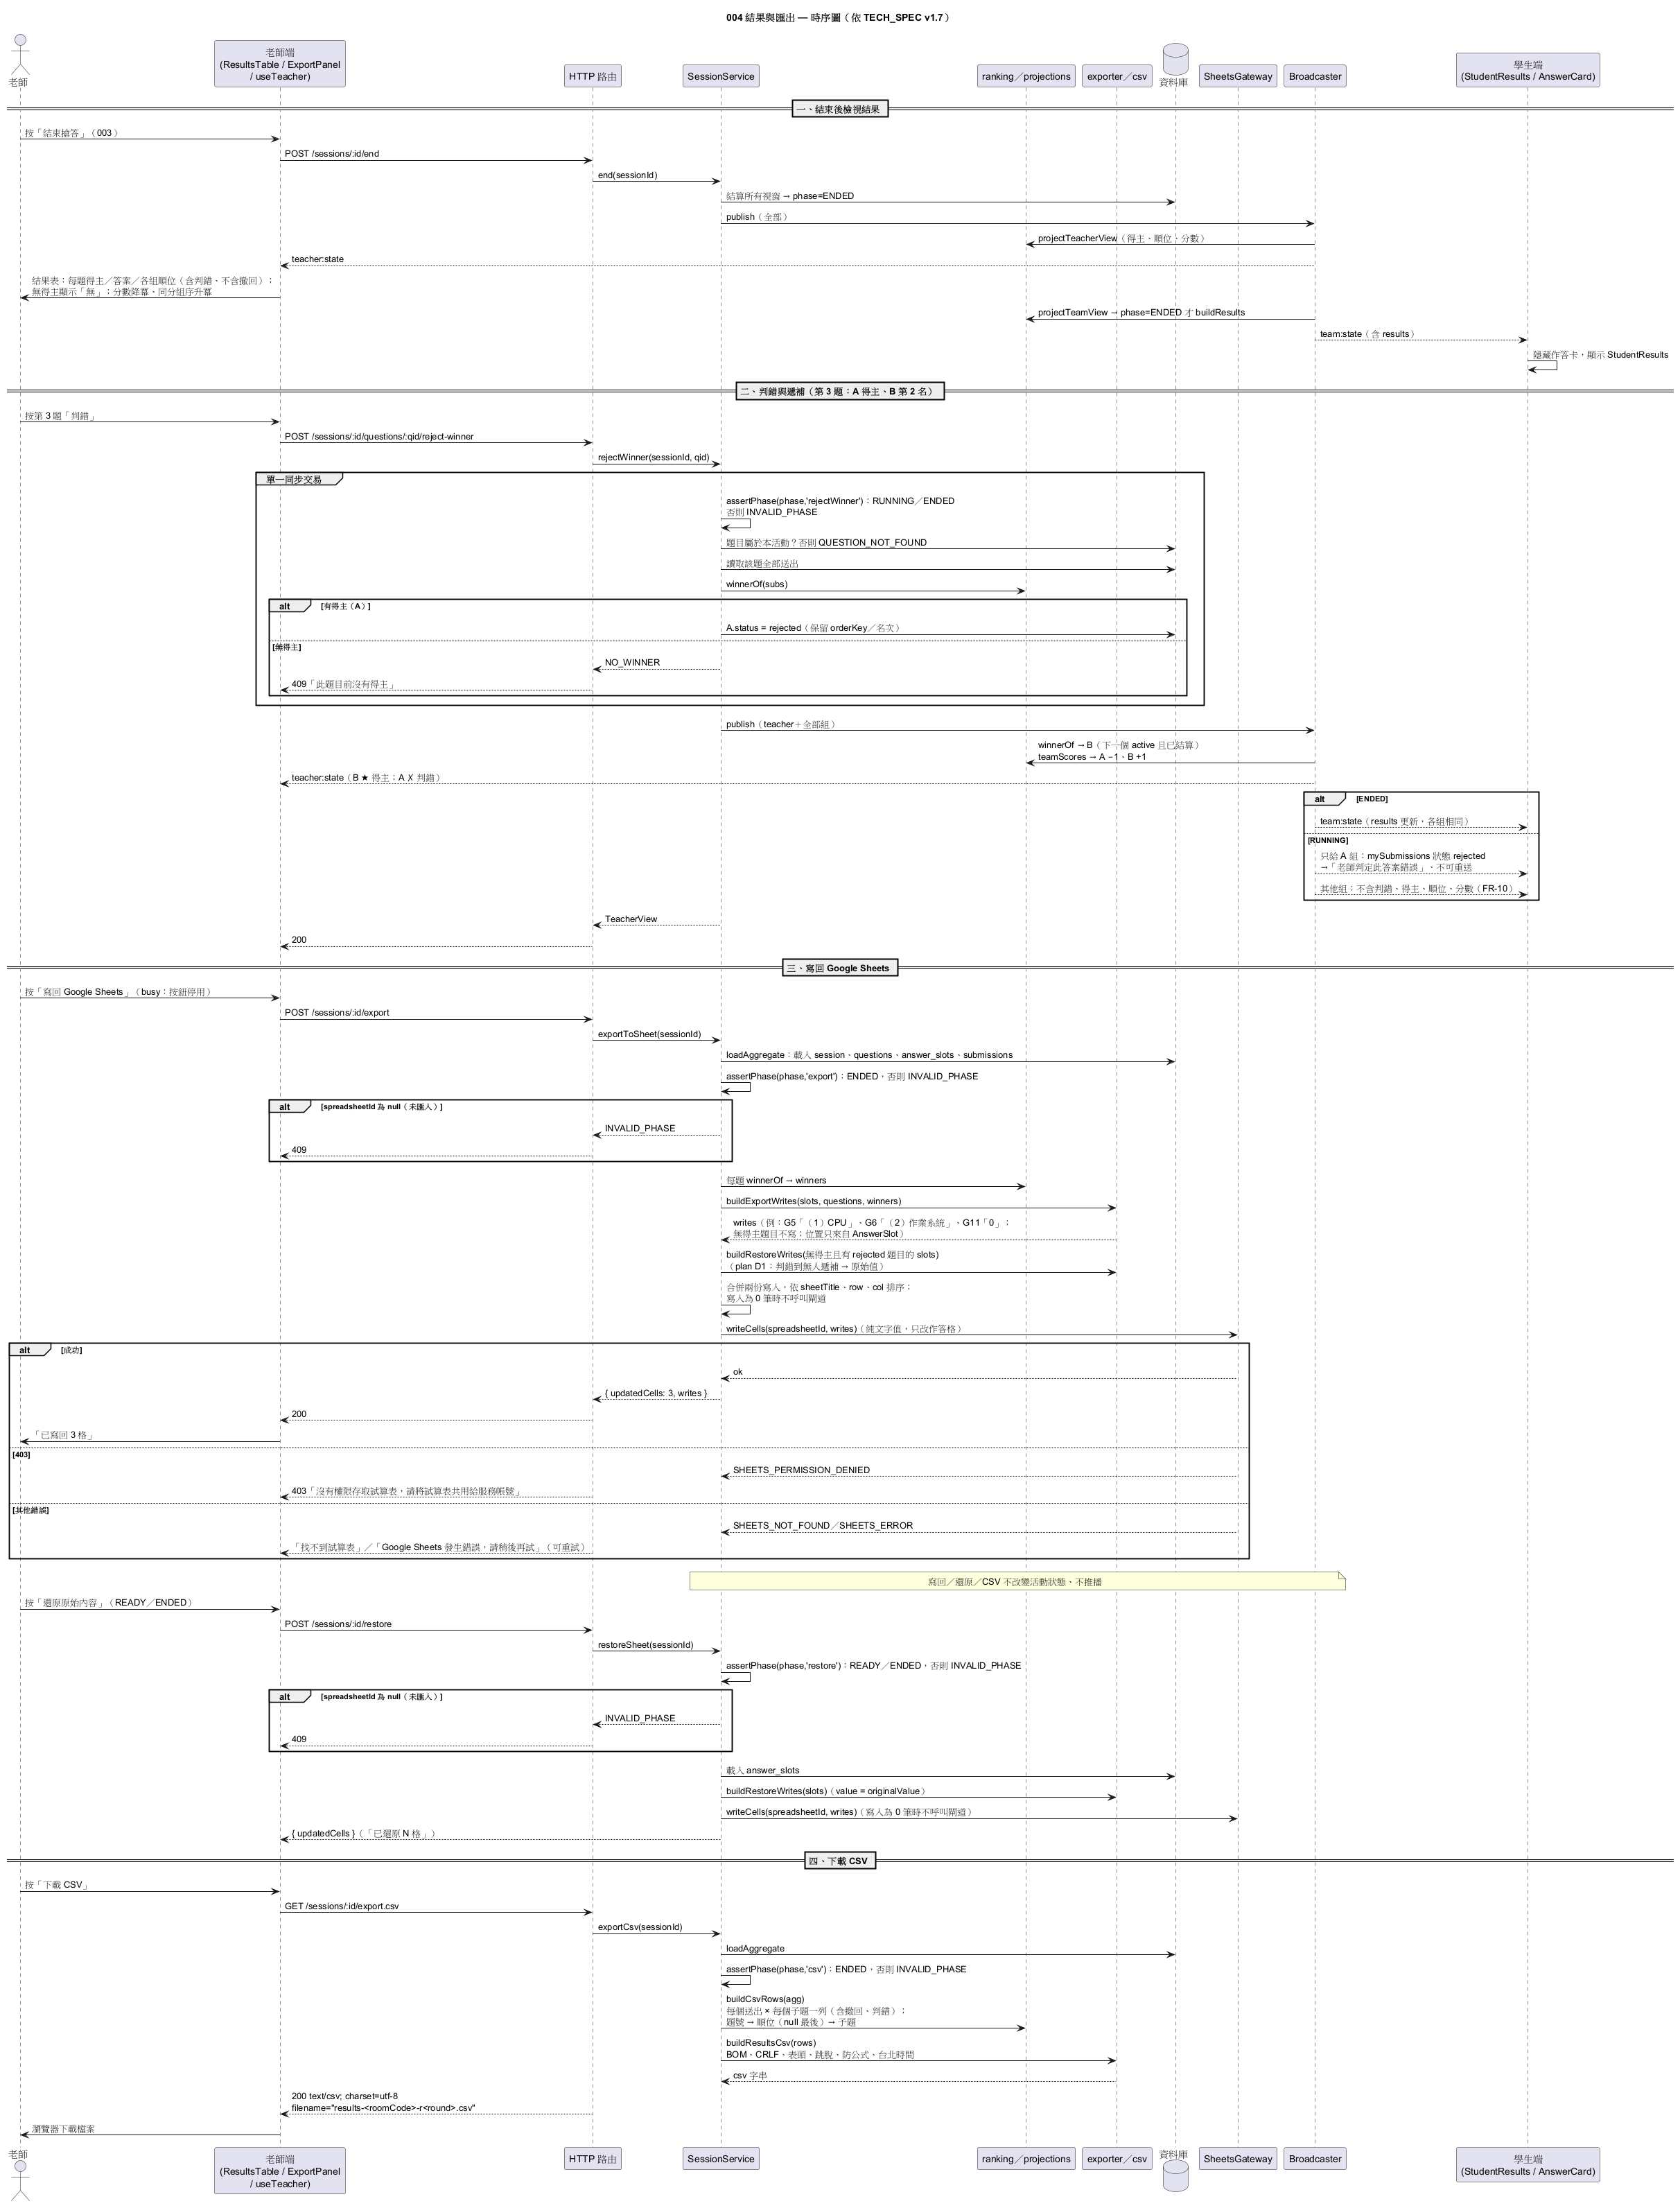 004 結果與匯出 — 時序圖（依 TECH_SPEC v1.7）
老師
老師端
(ResultsTable / ExportPanel
/ useTeacher)
HTTP 路由
SessionService
ranking／projections
exporter／csv
資料庫
SheetsGateway
Broadcaster
學生端
(StudentResults / AnswerCard)
一、結束後檢視結果
按「結束搶答」（003）
POST /sessions/:id/end
end(sessionId)
結算所有視窗 → phase=ENDED
publish（全部）
projectTeacherView（得主、順位、分數）
teacher:state
結果表：每題得主／答案／各組順位（含判錯、不含撤回）；
無得主顯示「無」；分數降冪、同分組序升冪
projectTeamView → phase=ENDED 才 buildResults
team:state（含 results）
隱藏作答卡，顯示 StudentResults
二、判錯與遞補（第 3 題：A 得主、B 第 2 名）
按第 3 題「判錯」
POST /sessions/:id/questions/:qid/reject-winner
rejectWinner(sessionId, qid)
單一同步交易
assertPhase(phase,'rejectWinner')：RUNNING／ENDED
否則 INVALID_PHASE
題目屬於本活動？否則 QUESTION_NOT_FOUND
讀取該題全部送出
winnerOf(subs)
alt [有得主（A）]
A.status = rejected（保留 orderKey／名次）
[無得主]
NO_WINNER
409「此題目前沒有得主」
publish（teacher＋全部組）
winnerOf → B（下一個 active 且已結算）
teamScores → A −1、B +1
teacher:state（B ★ 得主；A ✗ 判錯）
alt [ENDED]
team:state（results 更新，各組相同）
[RUNNING]
只給 A 組：mySubmissions 狀態 rejected
→「老師判定此答案錯誤」、不可重送
其他組：不含判錯、得主、順位、分數（FR-10）
TeacherView
200
三、寫回 Google Sheets
按「寫回 Google Sheets」（busy：按鈕停用）
POST /sessions/:id/export
exportToSheet(sessionId)
loadAggregate：載入 session、questions、answer_slots、submissions
assertPhase(phase,'export')：ENDED，否則 INVALID_PHASE
alt [spreadsheetId 為 null（未匯入）]
INVALID_PHASE
409
每題 winnerOf → winners
buildExportWrites(slots, questions, winners)
writes（例：G5「（1）CPU」、G6「（2）作業系統」、G11「0」；
無得主題目不寫；位置只來自 AnswerSlot）
buildRestoreWrites(無得主且有 rejected 題目的 slots)
（plan D1：判錯到無人遞補 → 原始值）
合併兩份寫入，依 sheetTitle、row、col 排序；
寫入為 0 筆時不呼叫閘道
writeCells(spreadsheetId, writes)（純文字值，只改作答格）
alt [成功]
ok
{ updatedCells: 3, writes }
200
「已寫回 3 格」
[403]
SHEETS_PERMISSION_DENIED
403「沒有權限存取試算表，請將試算表共用給服務帳號」
[其他錯誤]
SHEETS_NOT_FOUND／SHEETS_ERROR
「找不到試算表」／「Google Sheets 發生錯誤，請稍後再試」（可重試）
寫回／還原／CSV 不改變活動狀態、不推播
按「還原原始內容」（READY／ENDED）
POST /sessions/:id/restore
restoreSheet(sessionId)
assertPhase(phase,'restore')：READY／ENDED，否則 INVALID_PHASE
alt [spreadsheetId 為 null（未匯入）]
INVALID_PHASE
409
載入 answer_slots
buildRestoreWrites(slots)（value = originalValue）
writeCells(spreadsheetId, writes)（寫入為 0 筆時不呼叫閘道）
{ updatedCells }（「已還原 N 格」）
四、下載 CSV
按「下載 CSV」
GET /sessions/:id/export.csv
exportCsv(sessionId)
loadAggregate
assertPhase(phase,'csv')：ENDED，否則 INVALID_PHASE
buildCsvRows(agg)
每個送出 × 每個子題一列（含撤回、判錯）；
題號 → 順位（null 最後）→ 子題
buildResultsCsv(rows)
BOM、CRLF、表頭、跳脫、防公式、台北時間
csv 字串
200 text/csv; charset=utf-8
filename="results-<roomCode>-r<round>.csv"
瀏覽器下載檔案
老師
老師端
(ResultsTable / ExportPanel
/ useTeacher)
HTTP 路由
SessionService
ranking／projections
exporter／csv
資料庫
SheetsGateway
Broadcaster
學生端
(StudentResults / AnswerCard)